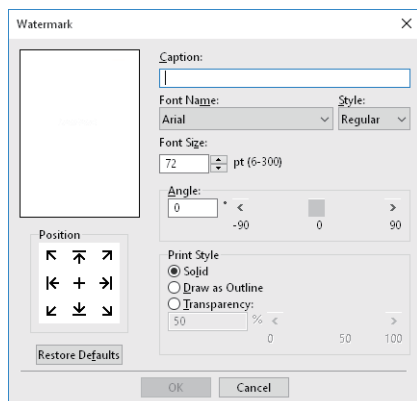 Watermark
Caption:
Font Name:
Style:
Arial
Regular
Font Size:
72
pt (6-300)
Angle:
0
°
-90
0
90
Position
Print Style
Solid
Draw as Outline
Transparency:
50
%
0
50
100
Restore Defaults
OK
Cancel